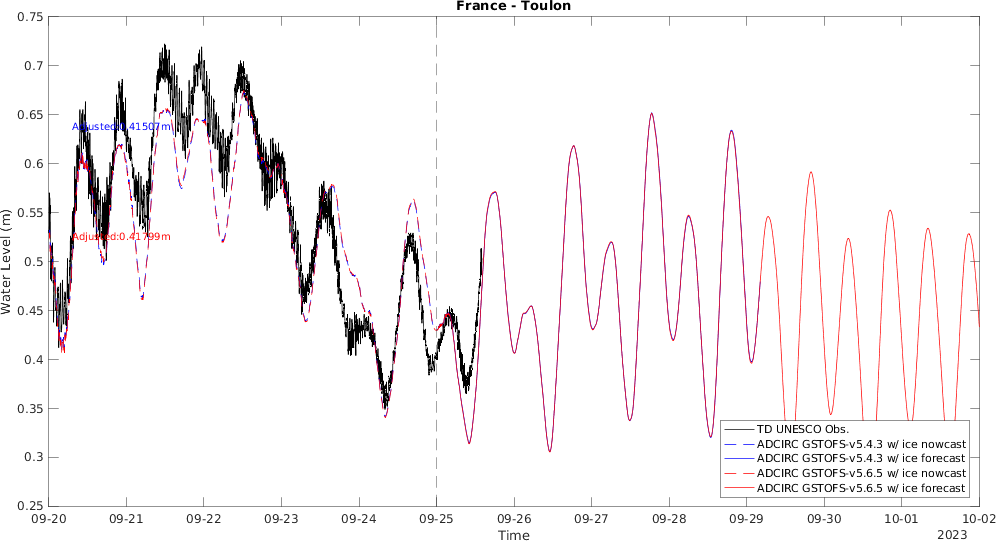 France - Toulon
0.75
0.7
0.65
0.6
0.55
0.5
0.45
0.4
0.35
0.3
0.25
Water Level (m)
Adjusted:0.41507m
Adjusted:0.41799m
TD UNESCO Obs.
ADCIRC GSTOFS-v5.4.3 w/ ice nowcast
ADCIRC GSTOFS-v5.4.3 w/ ice forecast
ADCIRC GSTOFS-v5.6.5 w/ ice nowcast
ADCIRC GSTOFS-v5.6.5 w/ ice forecast
09-20 09-21 09-22 09-23 09-24 09-25 09-26 09-27 09-28 09-29 09-30 10-01 10-02
Time
2023